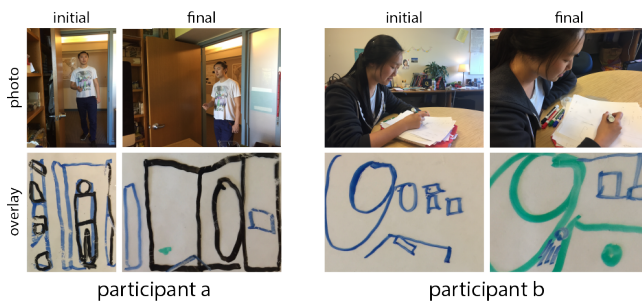 initial final initial final
photo
overlay
participant a participant b